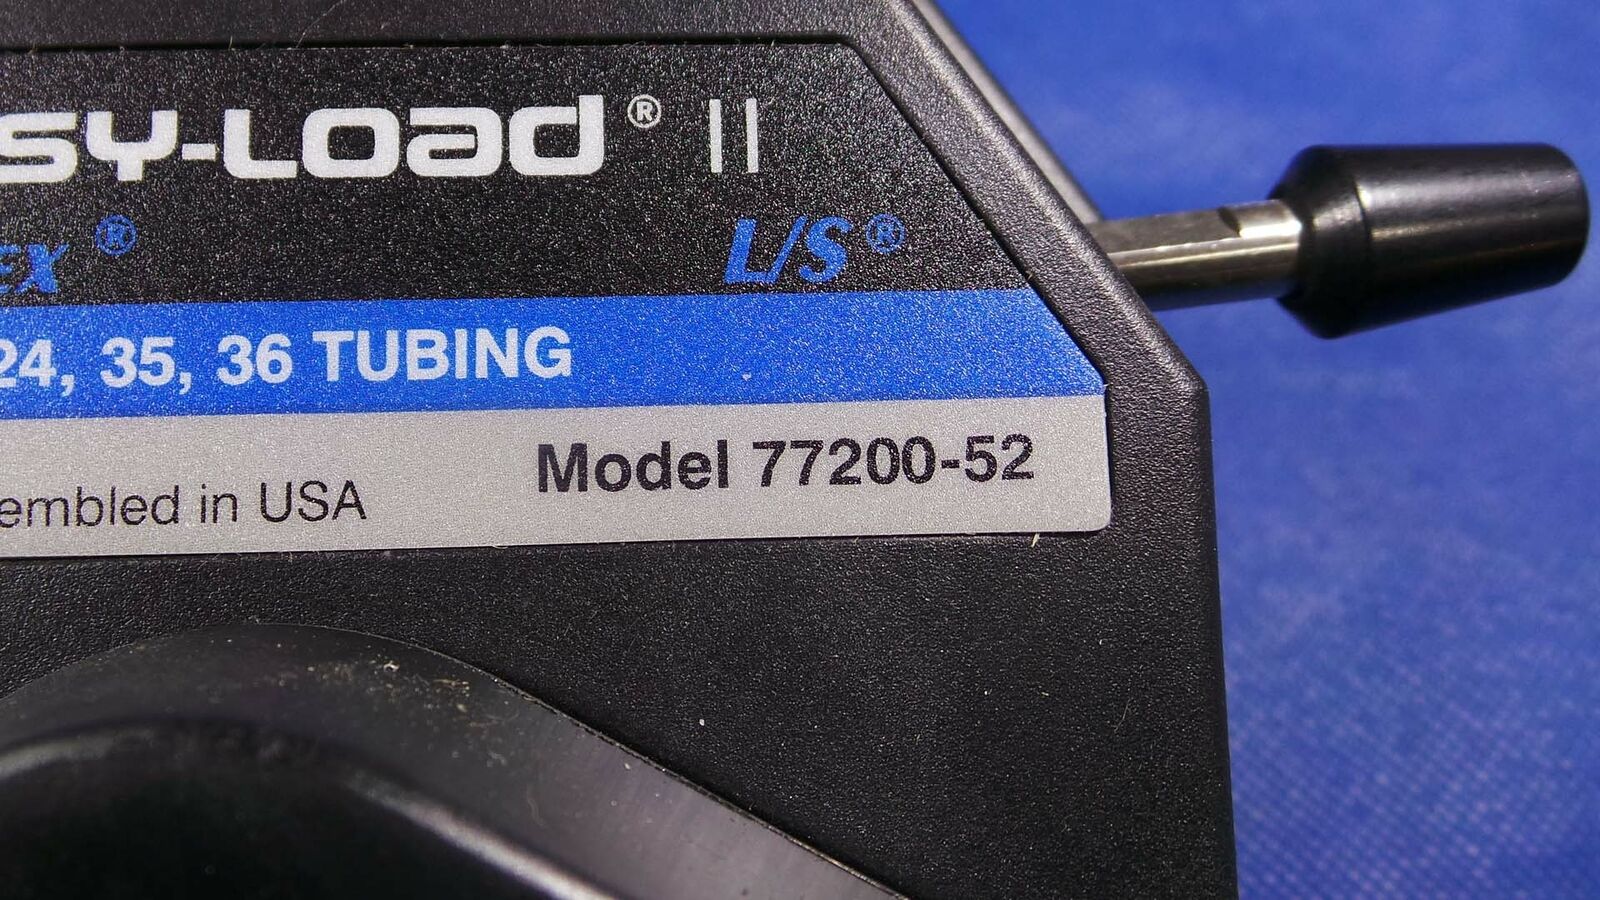 sy-Load® II
EX® L/S®
24, 35, 36 TUBING
embled in USA Model 77200-52